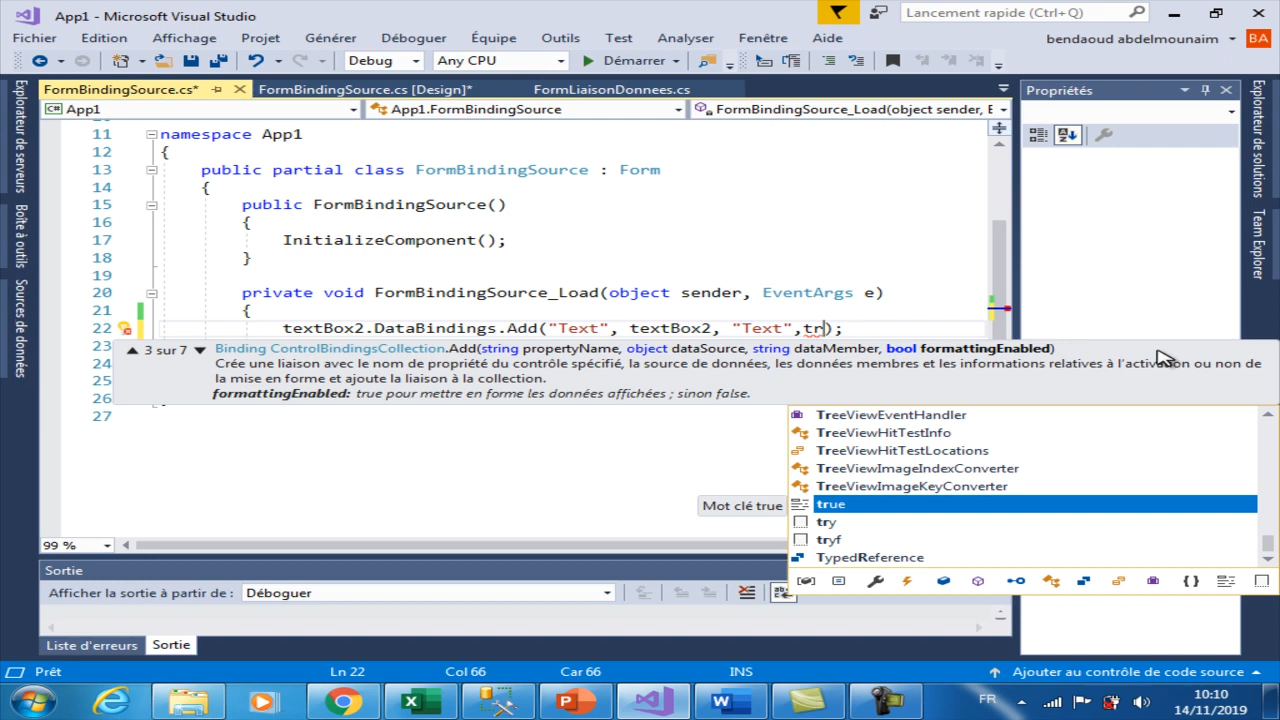 App1 - Microsoft Visual Studio
Lancement rapide (Ctrl+Q)
Fichier Edition Affichage Projet Générer Déboguer Équipe Outils Test Analyser Fenêtre Aide
bendaoud abdelmounaim BA
Debug Any CPU Démarrer
FormBindingSource.cs* FormBindingSource.cs [Design]* FormLiaisonDonnees.cs
Propriétés
App1 App1.FormBindingSource FormBindingSource_Load(object sender, E
Explorateur de serveurs
Boîte à outils
Sources de données
Explorateur de solutions
Team Explorer
11 namespace App1
12 {
13 public partial class FormBindingSource : Form
14 {
15 public FormBindingSource()
16 {
17 InitializeComponent();
18 }
19
20 private void FormBindingSource_Load(object sender, EventArgs e)
21 {
22 textBox2.DataBindings.Add("Text", textBox2, "Text",tr);
23
24
25
26
27
3 sur 7 Binding ControlBindingsCollection.Add(string propertyName, object dataSource, string dataMember, bool formattingEnabled)
Crée une liaison avec le nom de propriété du contrôle spécifié, la source de données, les données membres et les informations relatives à l'activation ou non de
la mise en forme et ajoute la liaison à la collection.
formattingEnabled: true pour mettre en forme les données affichées ; sinon false.
TreeViewEventHandler
TreeViewHitTestInfo
TreeViewHitTestLocations
TreeViewImageIndexConverter
TreeViewImageKeyConverter
Mot clé true
true
try
tryf
TypedReference
99 %
Sortie
Afficher la sortie à partir de : Déboguer
Liste d'erreurs Sortie
Prêt Ln 22 Col 66 Car 66 INS Ajouter au contrôle de code source
FR
10:10
14/11/2019